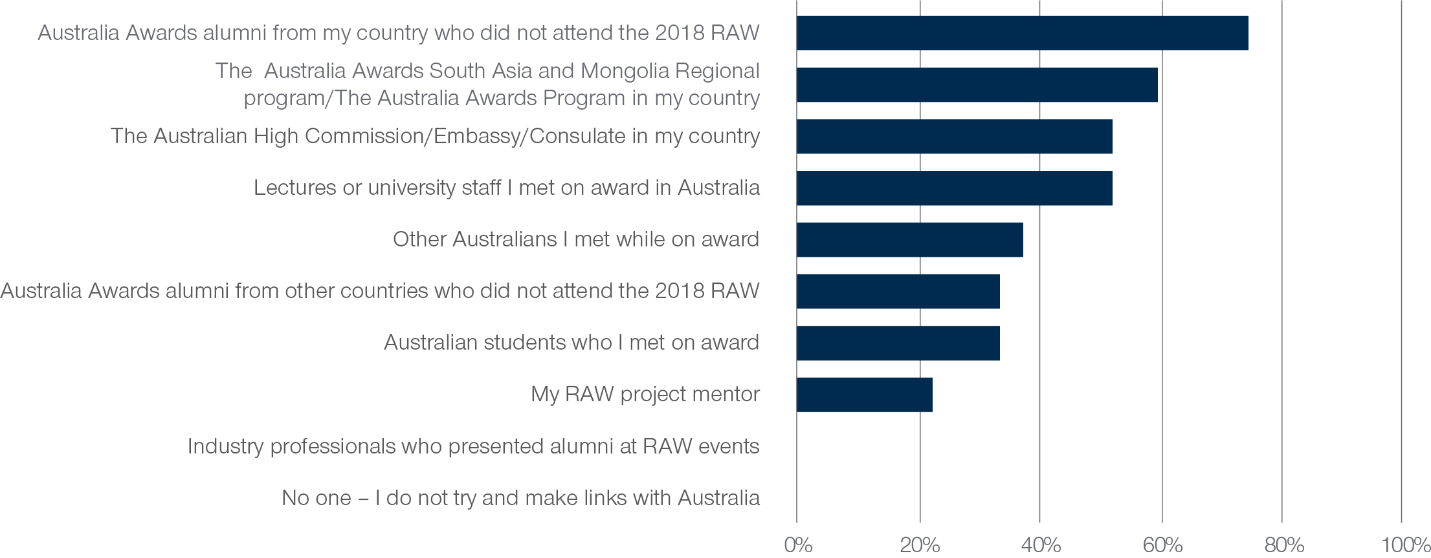 Australia Awards alumni from my country who did not attend the 2018 RAW
The Australia Awards South Asia and Mongolia Regional
program/The Australia Awards Program in my country
The Australian High Commission/Embassy/Consulate in my country
Lectures or university staff I met on award in Australia
Other Australians I met while on award
Australia Awards alumni from other countries who did not attend the 2018 RAW
Australian students who I met on award
My RAW project mentor
Industry professionals who presented alumni at RAW events
No one – I do not try and make links with Australia
0% 20% 40% 60% 80% 100%